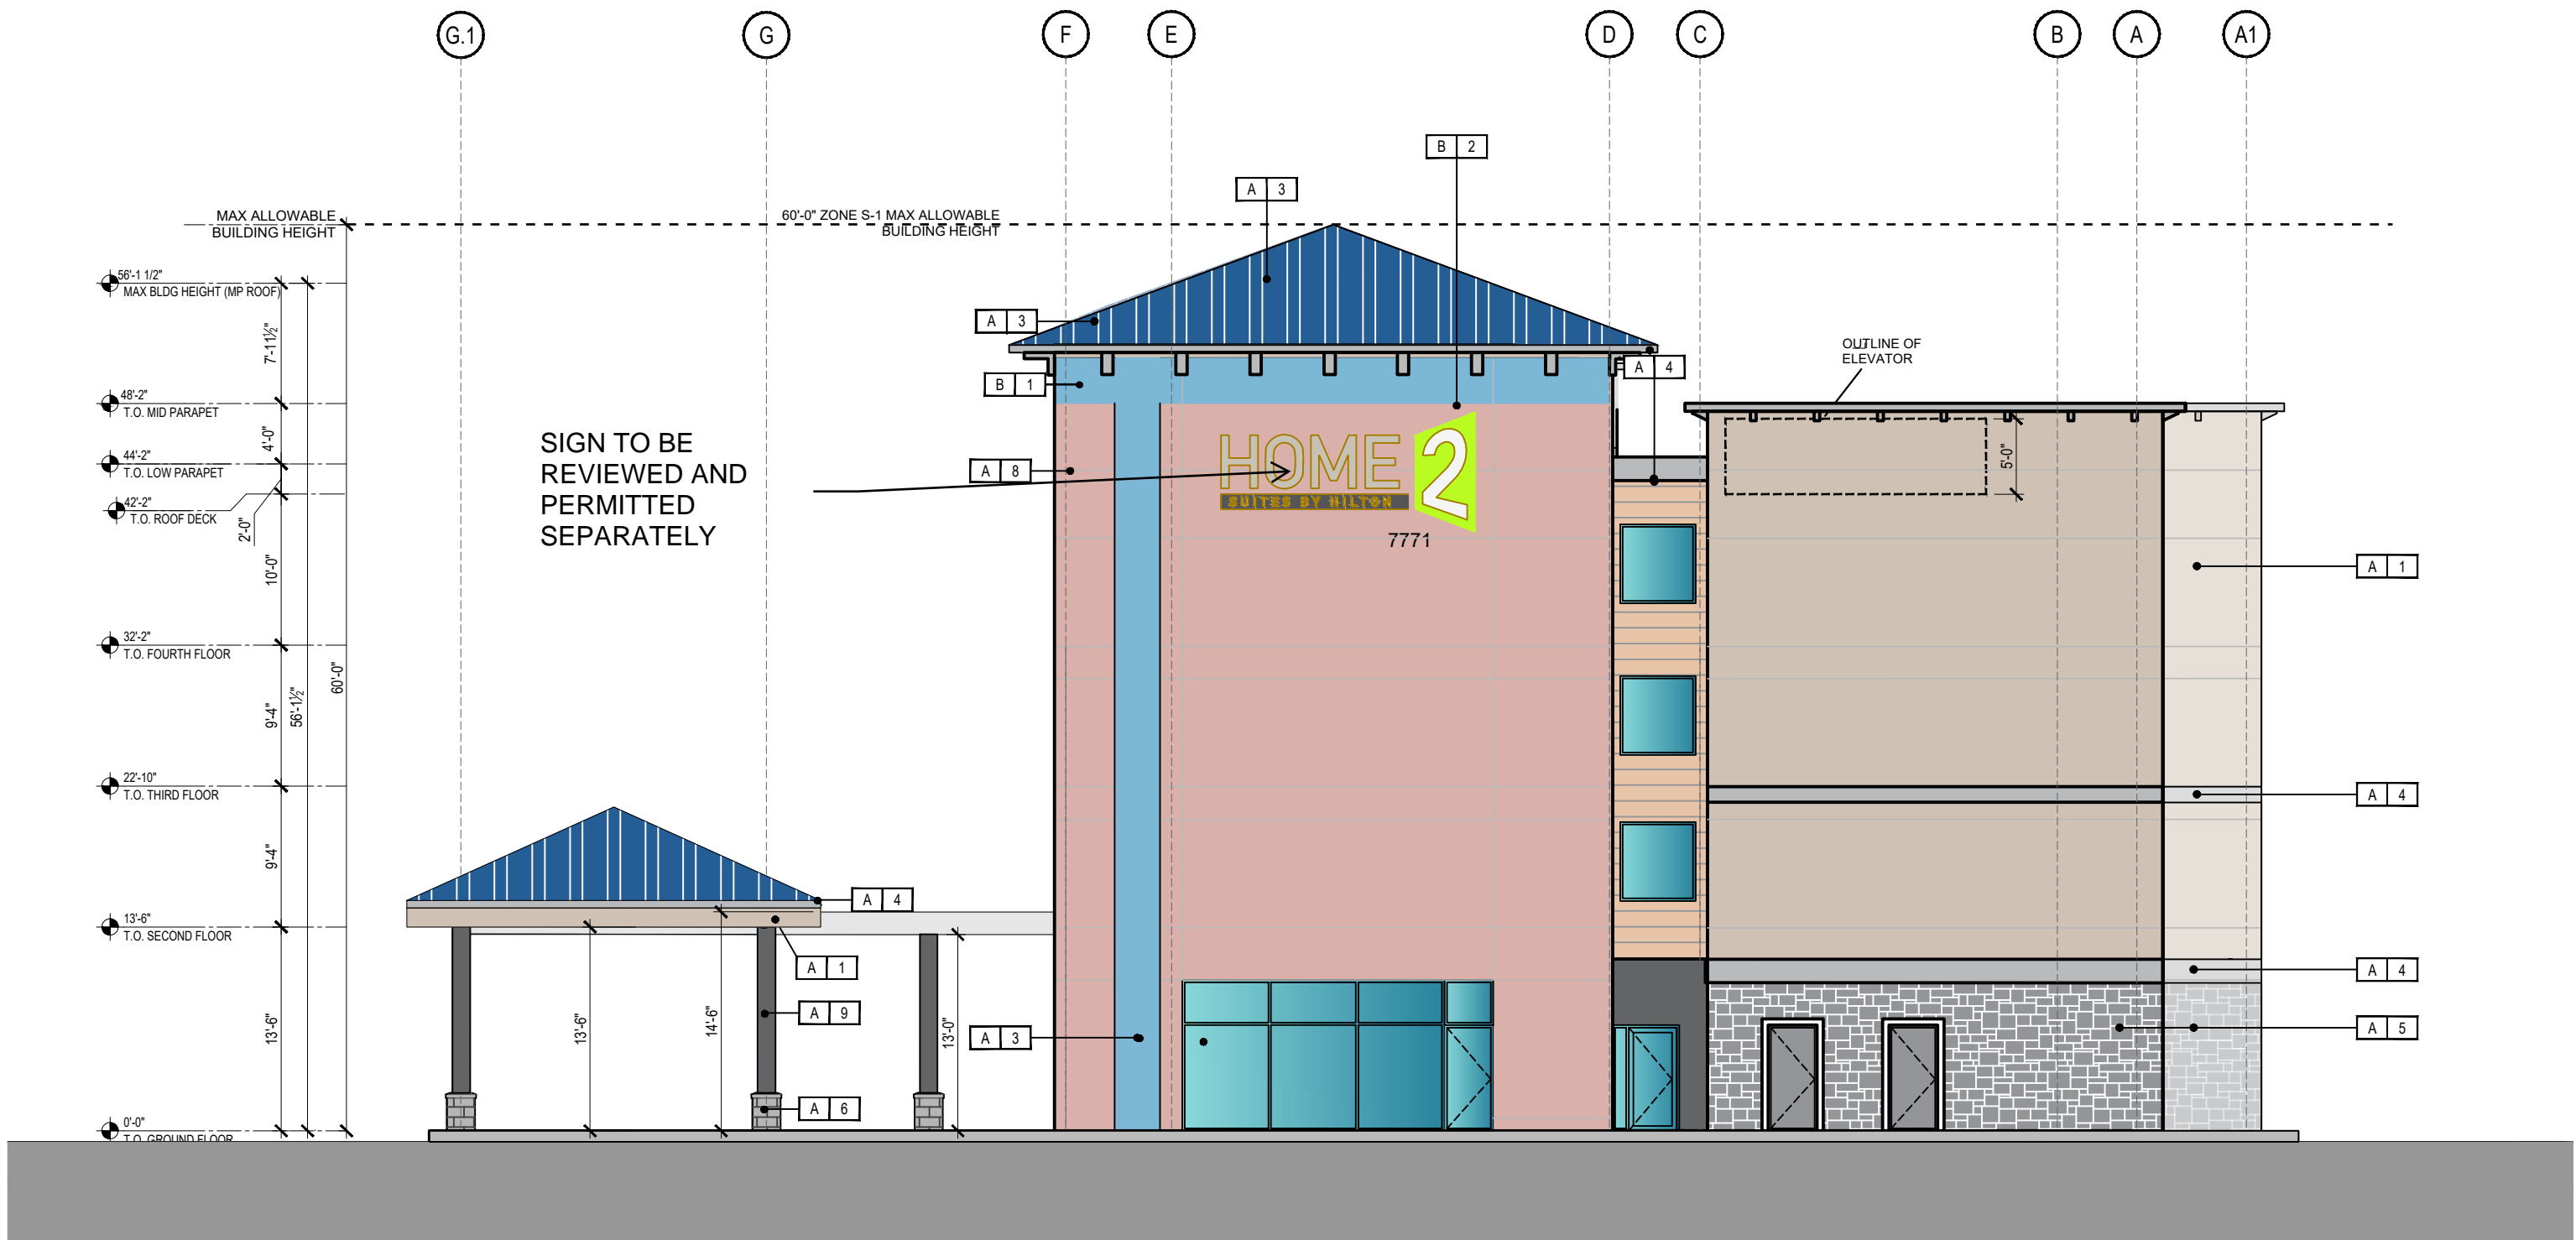 G.1
G
F
E
D
C
B
A
A1
B 2
A 3
MAX ALLOWABLE
BUILDING HEIGHT
60'-0" ZONE S-1 MAX ALLOWABLE
BUILDING HEIGHT
56'-1 1/2"
MAX BLDG HEIGHT (MP ROOF)
A 3
7'-11½"
OUTLINE OF
ELEVATOR
A 4
B 1
48'-2"
T.O. MID PARAPET
4'-0"
44'-2"
T.O. LOW PARAPET
42'-2"
T.O. ROOF DECK
2'-0"
SIGN TO BE
REVIEWED AND
PERMITTED
SEPARATELY
A 8
HOME 2
SUITES BY HILTON
7771
5'-0"
10'-0"
A 1
32'-2"
T.O. FOURTH FLOOR
9'-4"
56'-1½"
60'-0"
22'-10"
T.O. THIRD FLOOR
A 4
9'-4"
A 4
13'-6"
T.O. SECOND FLOOR
A 1
A 4
A 9
13'-6"
13'-6"
14'-6"
13'-0"
A 3
A 5
A 6
0'-0"
T.O. GROUND FLOOR